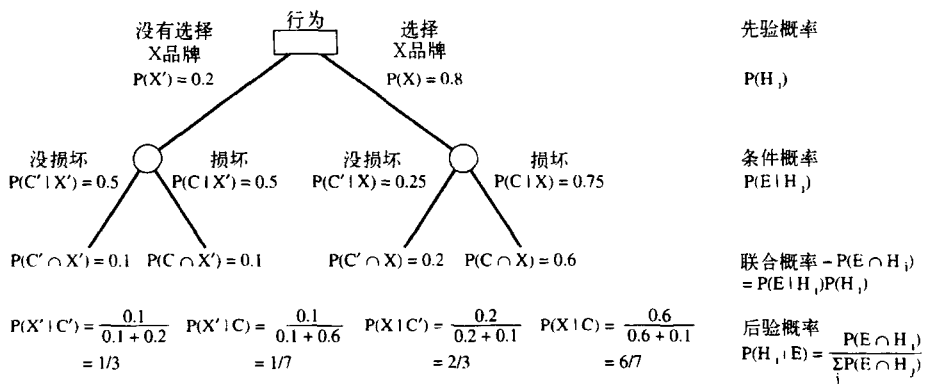 行为
没有选择
X品牌
P(X′) = 0.2
选择
X品牌
P(X) = 0.8
先验概率
P(H_i)
没损坏
P(C′ | X′) = 0.5
损坏
P(C | X′) = 0.5
没损坏
P(C′ | X) = 0.25
损坏
P(C | X) = 0.75
条件概率
P(E | H_i)
P(C′ ∩ X′) = 0.1
P(C ∩ X′) = 0.1
P(C′ ∩ X) = 0.2
P(C ∩ X) = 0.6
联合概率 – P(E ∩ H_i)
= P(E | H_i)P(H_i)
P(X′ | C′) = 0.1 / (0.1 + 0.2)
= 1/3
P(X′ | C) = 0.1 / (0.1 + 0.6)
= 1/7
P(X | C′) = 0.2 / (0.2 + 0.1)
= 2/3
P(X | C) = 0.6 / (0.6 + 0.1)
= 6/7
后验概率
P(H_i | E) = P(E ∩ H_i) / Σ_j P(E ∩ H_j)